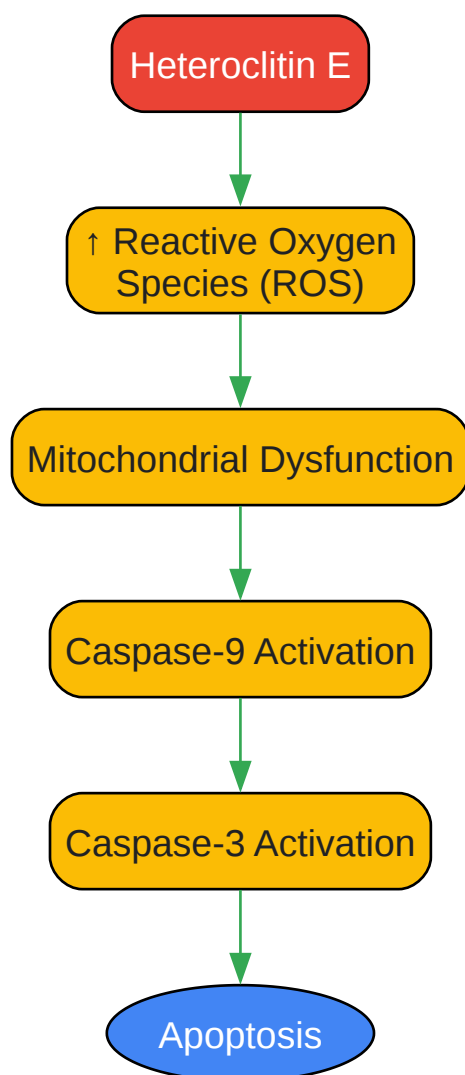 Heteroclitin E
↑ Reactive Oxygen
Species (ROS)
Mitochondrial Dysfunction
Caspase-9 Activation
Caspase-3 Activation
Apoptosis